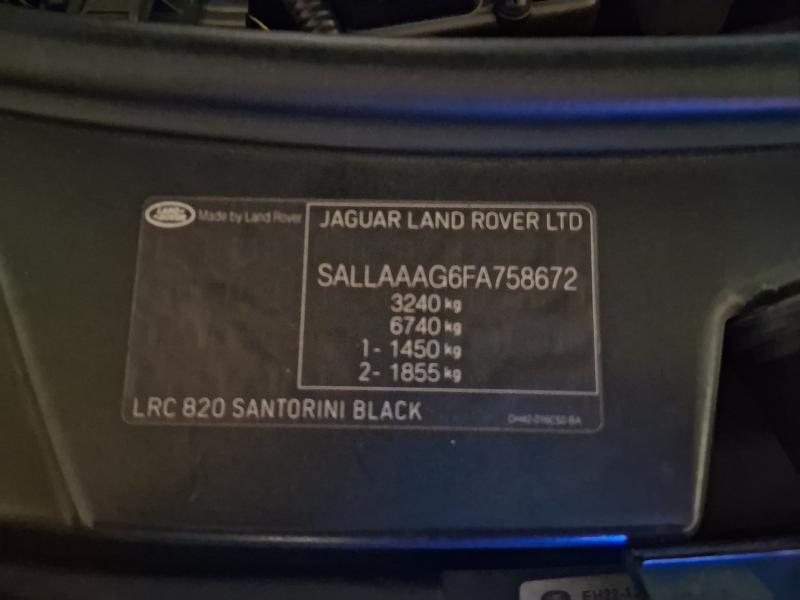 LAND ROVER
Made by Land Rover
JAGUAR LAND ROVER LTD
SALLAAAG6FA758672
3240 kg
6740 kg
1- 1450 kg
2- 1855 kg
LRC 820 SANTORINI BLACK